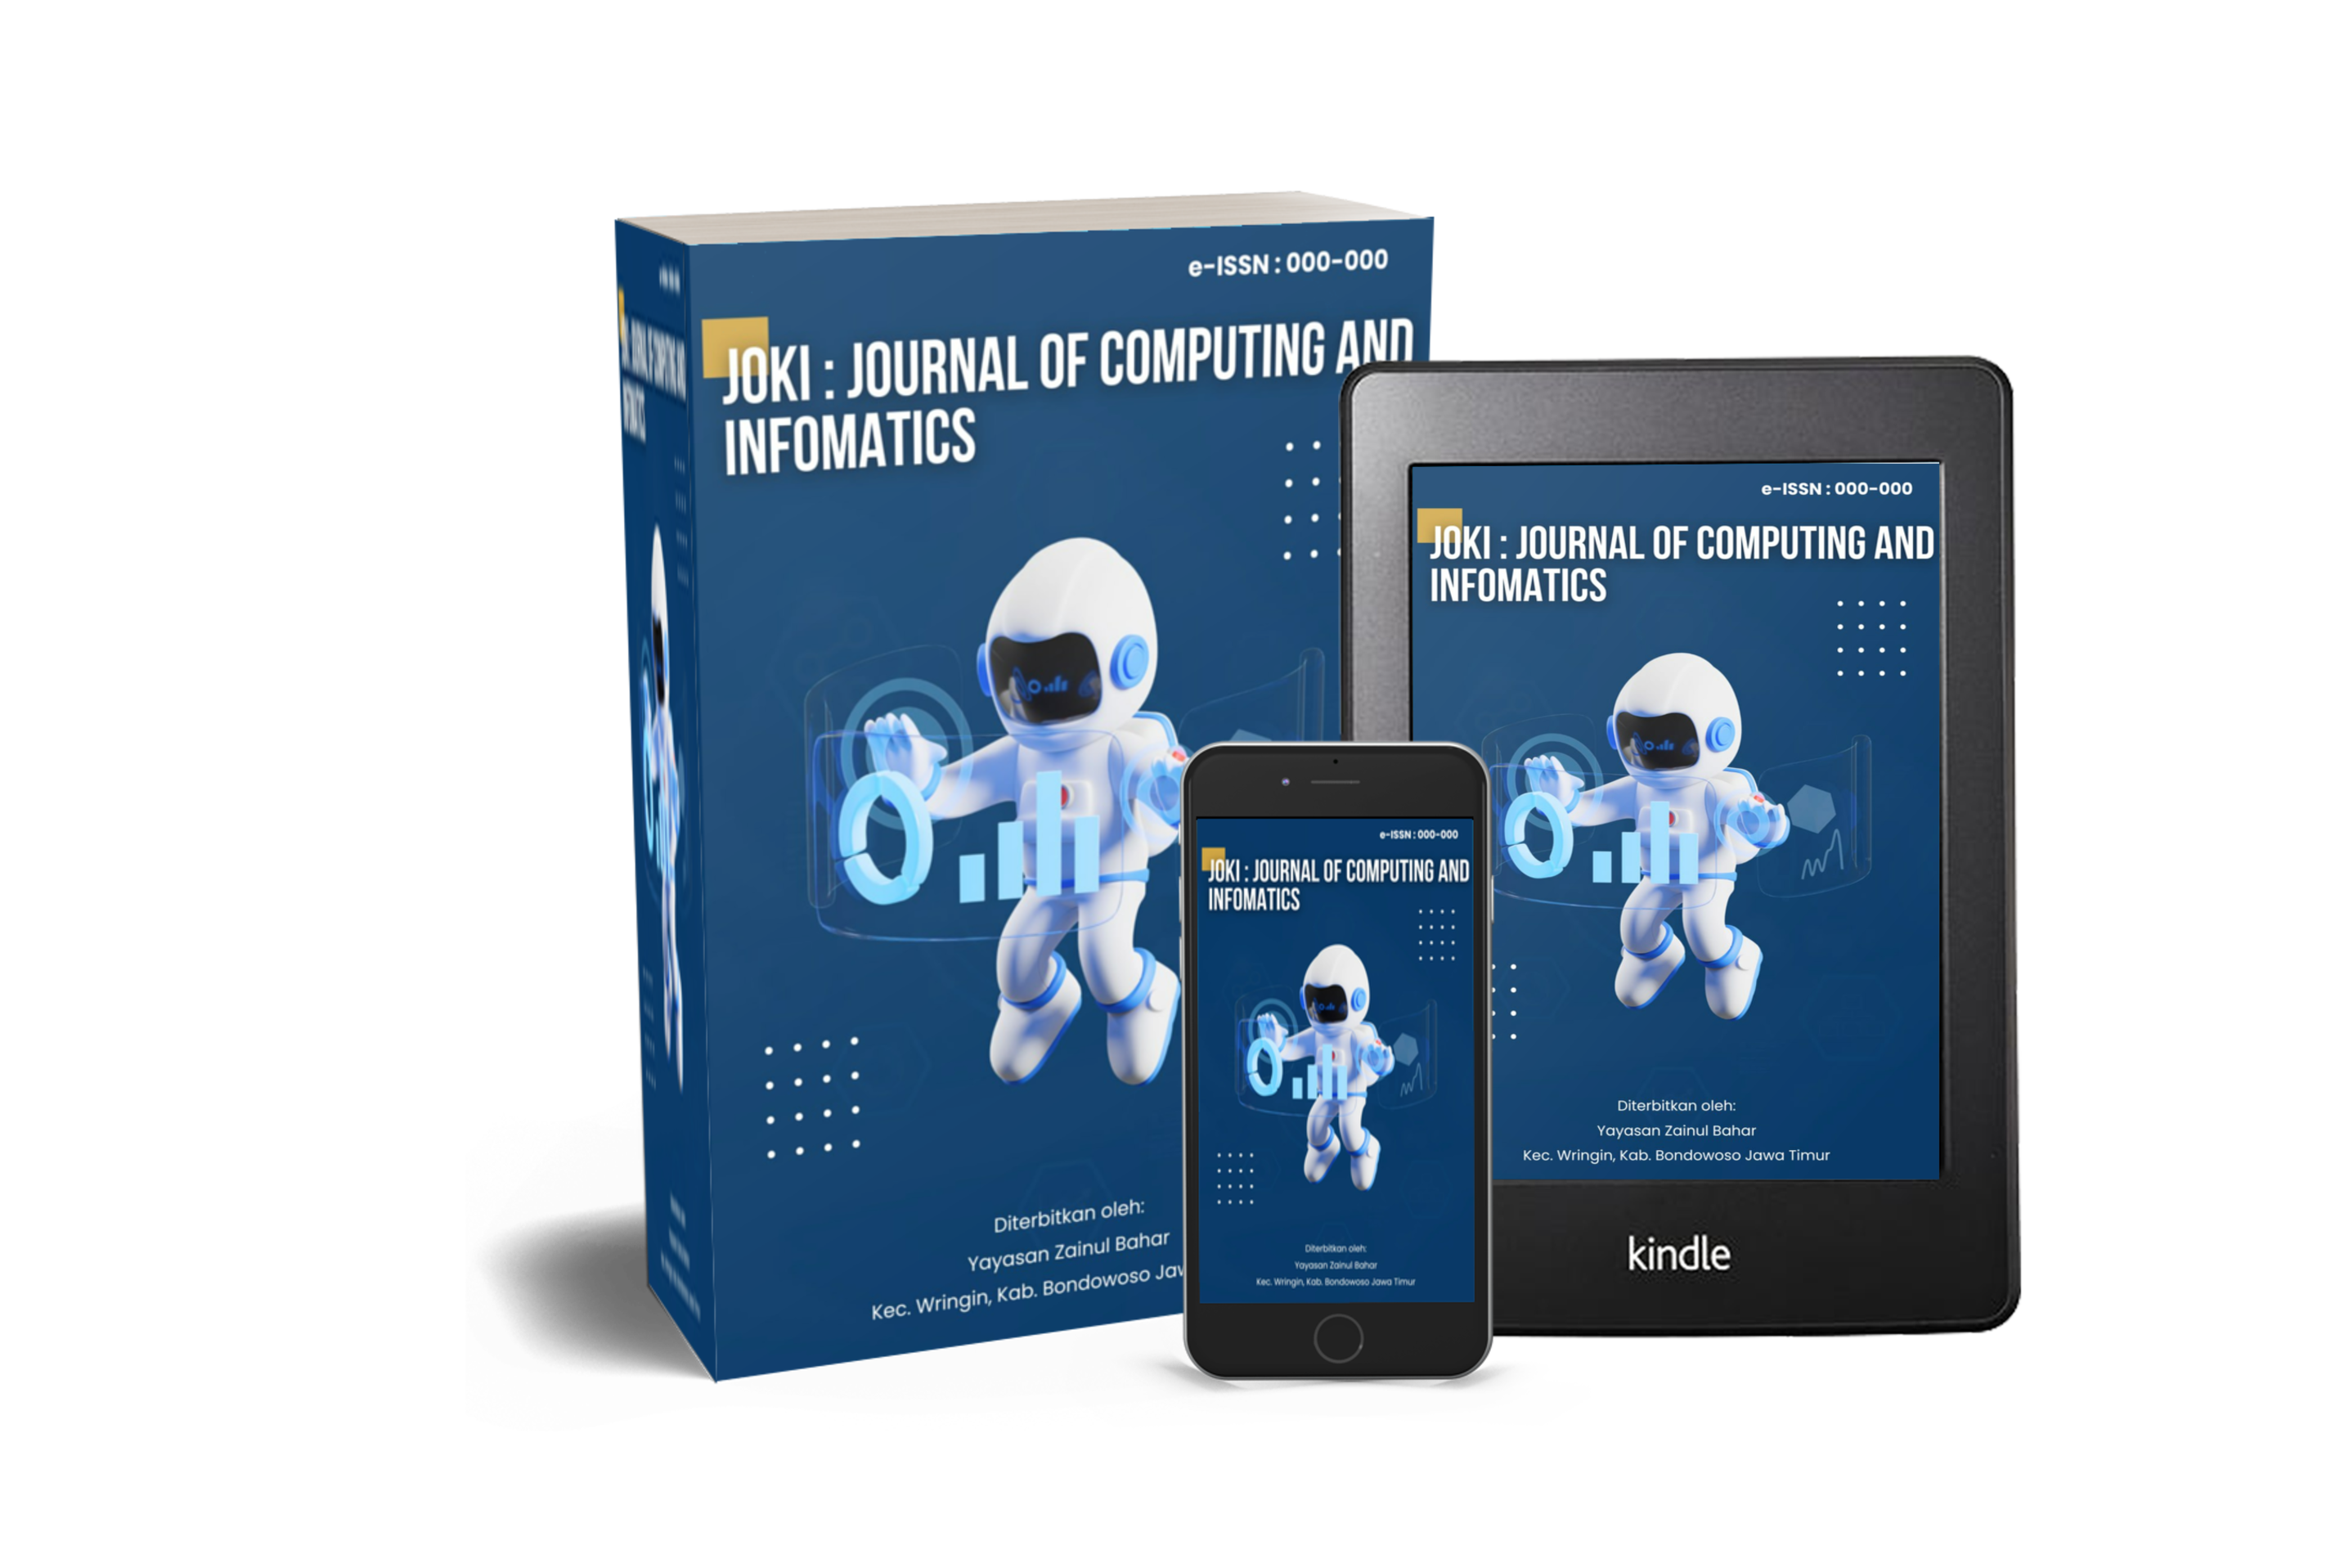 e-ISSN : 000-000
JOKI : JOURNAL OF COMPUTING AND
INFOMATICS
Diterbitkan oleh:
Yayasan Zainul Bahar
Kec. Wringin, Kab. Bondowoso
e-ISSN : 000-000
JOKI : JOURNAL OF COMPUTING AND
INFOMATICS
Diterbitkan oleh:
Yayasan Zainul Bahar
Kec. Wringin, Kab. Bondowoso Jawa Timur
e-ISSN : 000-000
JOKI : JOURNAL OF COMPUTING AND
INFOMATICS
Diterbitkan oleh:
Yayasan Zainul Bahar
Kec. Wringin, Kab. Bondowoso Jawa Timur
kindle